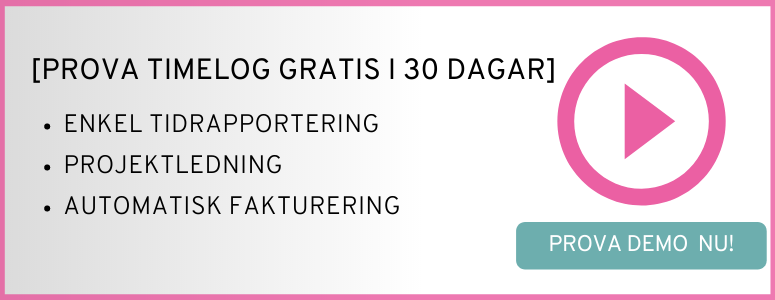 [PROVA TIMELOG GRATIS I 30 DAGAR]
• ENKEL TIDRAPPORTERING
• PROJEKTLEDNING
• AUTOMATISK FAKTURERING
PROVA DEMO NU!